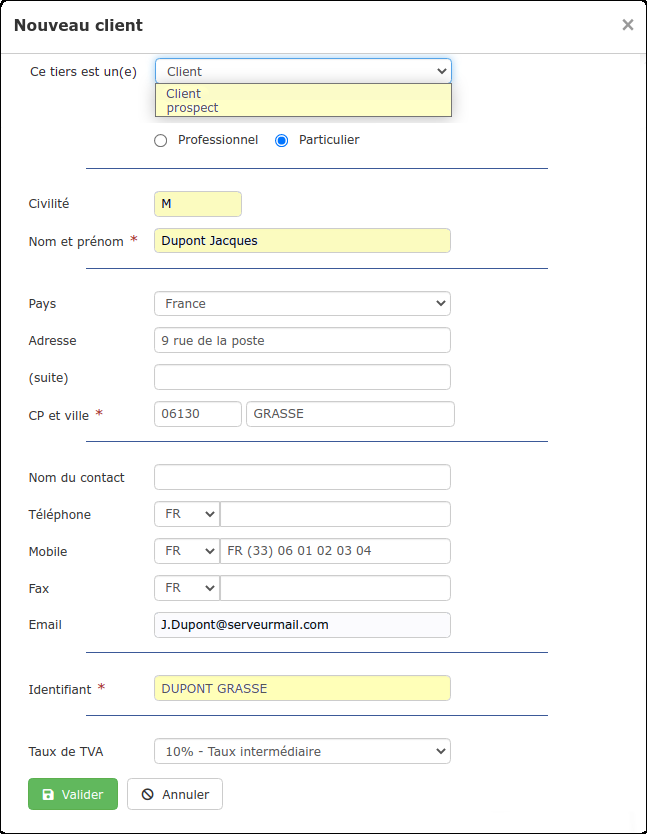 Nouveau client ×
Ce tiers est un(e) Client
Client
prospect
Professionnel Particulier
Civilité M
Nom et prénom * Dupont Jacques
Pays France
Adresse 9 rue de la poste
(suite)
CP et ville * 06130 GRASSE
Nom du contact
Téléphone FR
Mobile FR FR (33) 06 01 02 03 04
Fax FR
Email J.Dupont@serveurmail.com
Identifiant * DUPONT GRASSE
Taux de TVA 10% - Taux intermédiaire
Valider Annuler